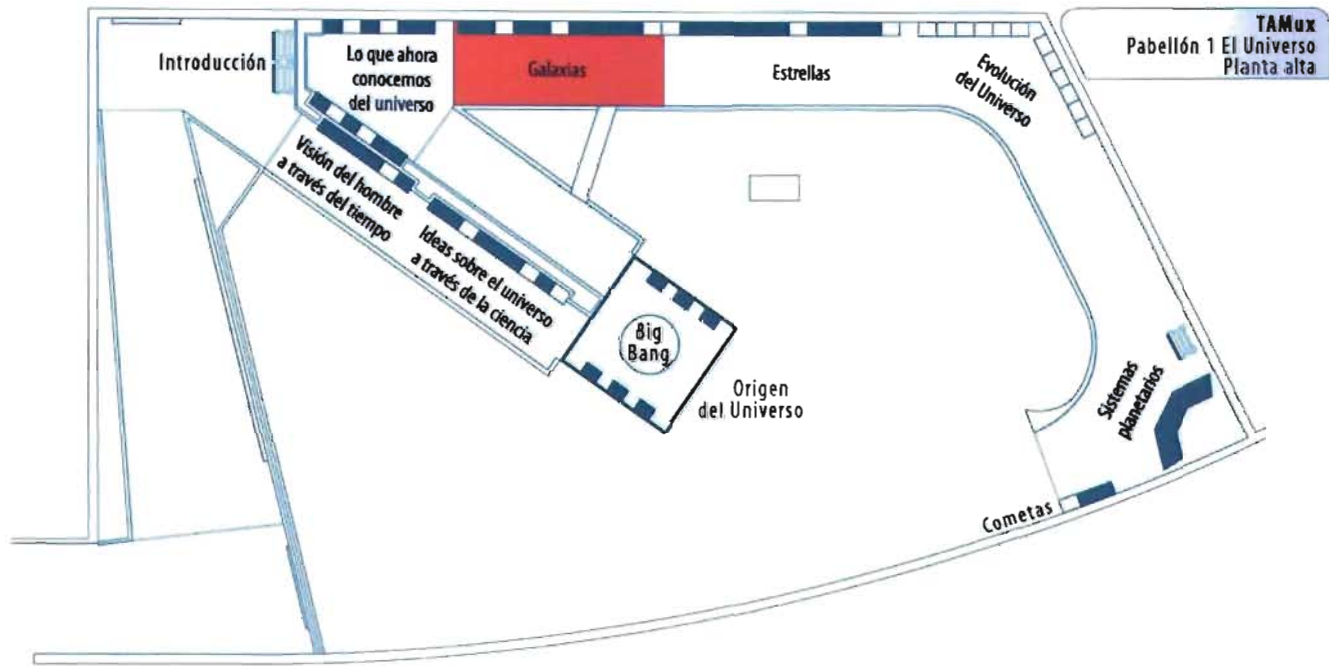 TAMux
Pabellón 1 El Universo
Planta alta
Introducción
Lo que ahora
conocemos
del universo
Galaxias
Estrellas
Evolución
del Universo
Visión del hombre
a través del tiempo
Ideas sobre el universo
a través de la ciencia
Big
Bang
Origen
del Universo
Sistemas
planetarios
Cometas